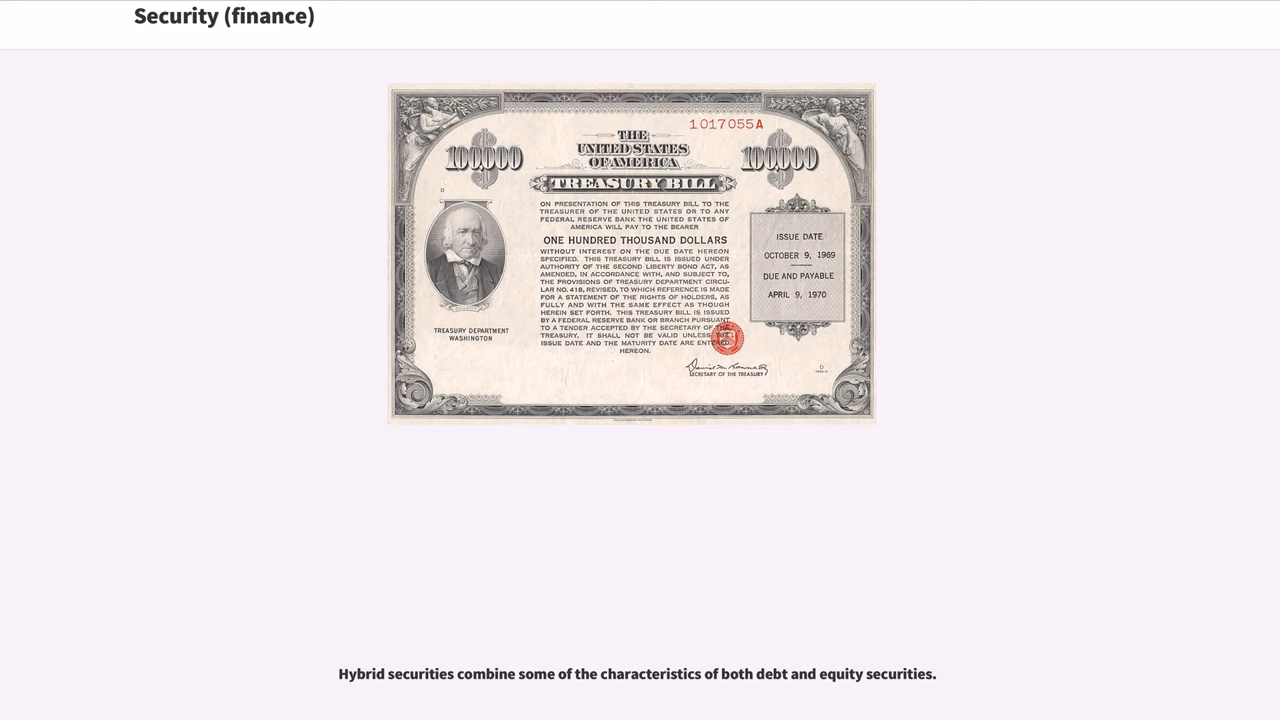 Security (finance)
1017055A
THE
UNITED STATES
OF AMERICA
100,000
100,000
TREASURY BILL
D
ON PRESENTATION OF THIS TREASURY BILL TO THE
TREASURER OF THE UNITED STATES OR TO ANY
FEDERAL RESERVE BANK THE UNITED STATES OF
AMERICA WILL PAY TO THE BEARER
ONE HUNDRED THOUSAND DOLLARS
WITHOUT INTEREST ON THE DUE DATE HEREON
SPECIFIED. THIS TREASURY BILL IS ISSUED UNDER
AUTHORITY OF THE SECOND LIBERTY BOND ACT, AS
AMENDED, IN ACCORDANCE WITH, AND SUBJECT TO,
THE PROVISIONS OF TREASURY DEPARTMENT CIRCU-
LAR NO. 418, REVISED, TO WHICH REFERENCE IS MADE
FOR A STATEMENT OF THE RIGHTS OF HOLDERS, AS
FULLY AND WITH THE SAME EFFECT AS THOUGH
HEREIN SET FORTH. THIS TREASURY BILL IS ISSUED
BY A FEDERAL RESERVE BANK OR BRANCH PURSUANT
TO A TENDER ACCEPTED BY THE SECRETARY OF THE
TREASURY. IT SHALL NOT BE VALID UNLESS THE
ISSUE DATE AND THE MATURITY DATE ARE ENTERED
HEREON.
ISSUE DATE
OCTOBER 9, 1969
DUE AND PAYABLE
APRIL 9, 1970
TREASURY DEPARTMENT
WASHINGTON
David M. Kennedy
SECRETARY OF THE TREASURY
D
Hybrid securities combine some of the characteristics of both debt and equity securities.